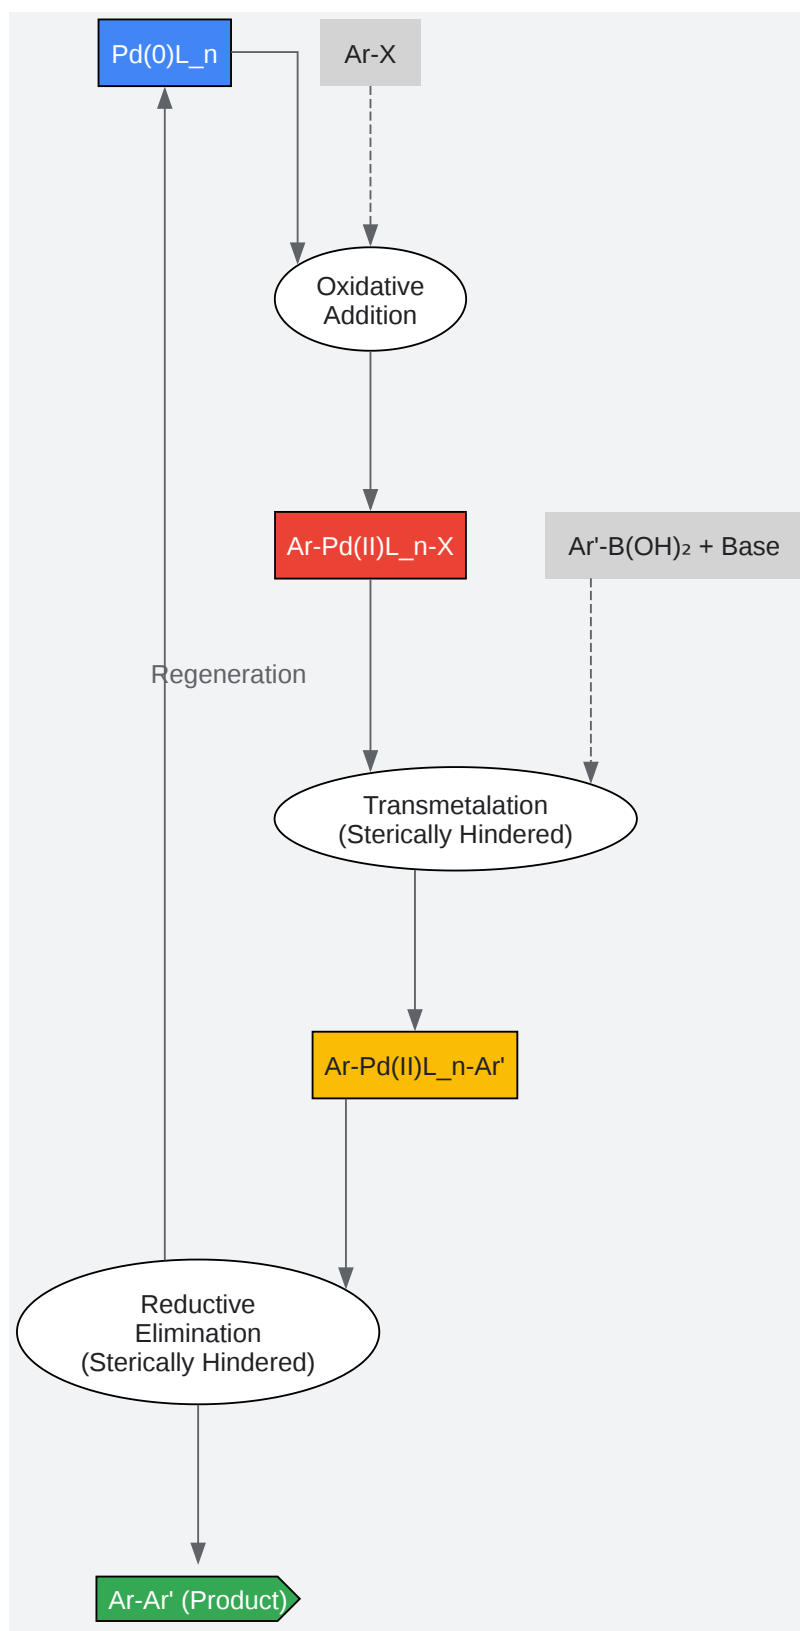 Pd(0)L_n
Ar-X
Oxidative
Addition
Ar-Pd(II)L_n-X
Ar'-B(OH)₂ + Base
Regeneration
Transmetalation
(Sterically Hindered)
Ar-Pd(II)L_n-Ar'
Reductive
Elimination
(Sterically Hindered)
Ar-Ar' (Product)